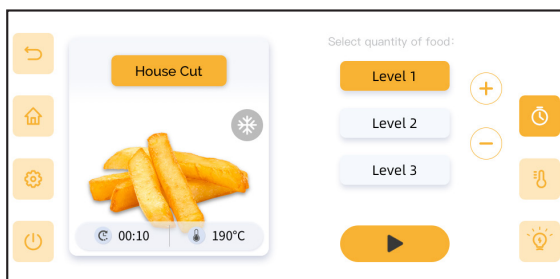 Select quantity of food:
House Cut
Level 1
Level 2
Level 3
00:10
190°C